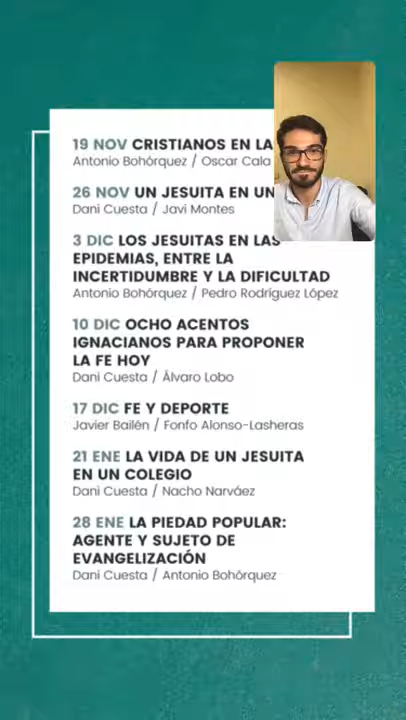 19 NOV CRISTIANOS EN LA
Antonio Bohórquez / Oscar Cala
26 NOV UN JESUITA EN UN
Dani Cuesta / Javi Montes
3 DIC LOS JESUITAS EN LAS
EPIDEMIAS, ENTRE LA
INCERTIDUMBRE Y LA DIFICULTAD
Antonio Bohórquez / Pedro Rodríguez López
10 DIC OCHO ACENTOS
IGNACIANOS PARA PROPONER
LA FE HOY
Dani Cuesta / Álvaro Lobo
17 DIC FE Y DEPORTE
Javier Bailén / Fonfo Alonso-Lasheras
21 ENE LA VIDA DE UN JESUITA
EN UN COLEGIO
Dani Cuesta / Nacho Narváez
28 ENE LA PIEDAD POPULAR:
AGENTE Y SUJETO DE
EVANGELIZACIÓN
Dani Cuesta / Antonio Bohórquez